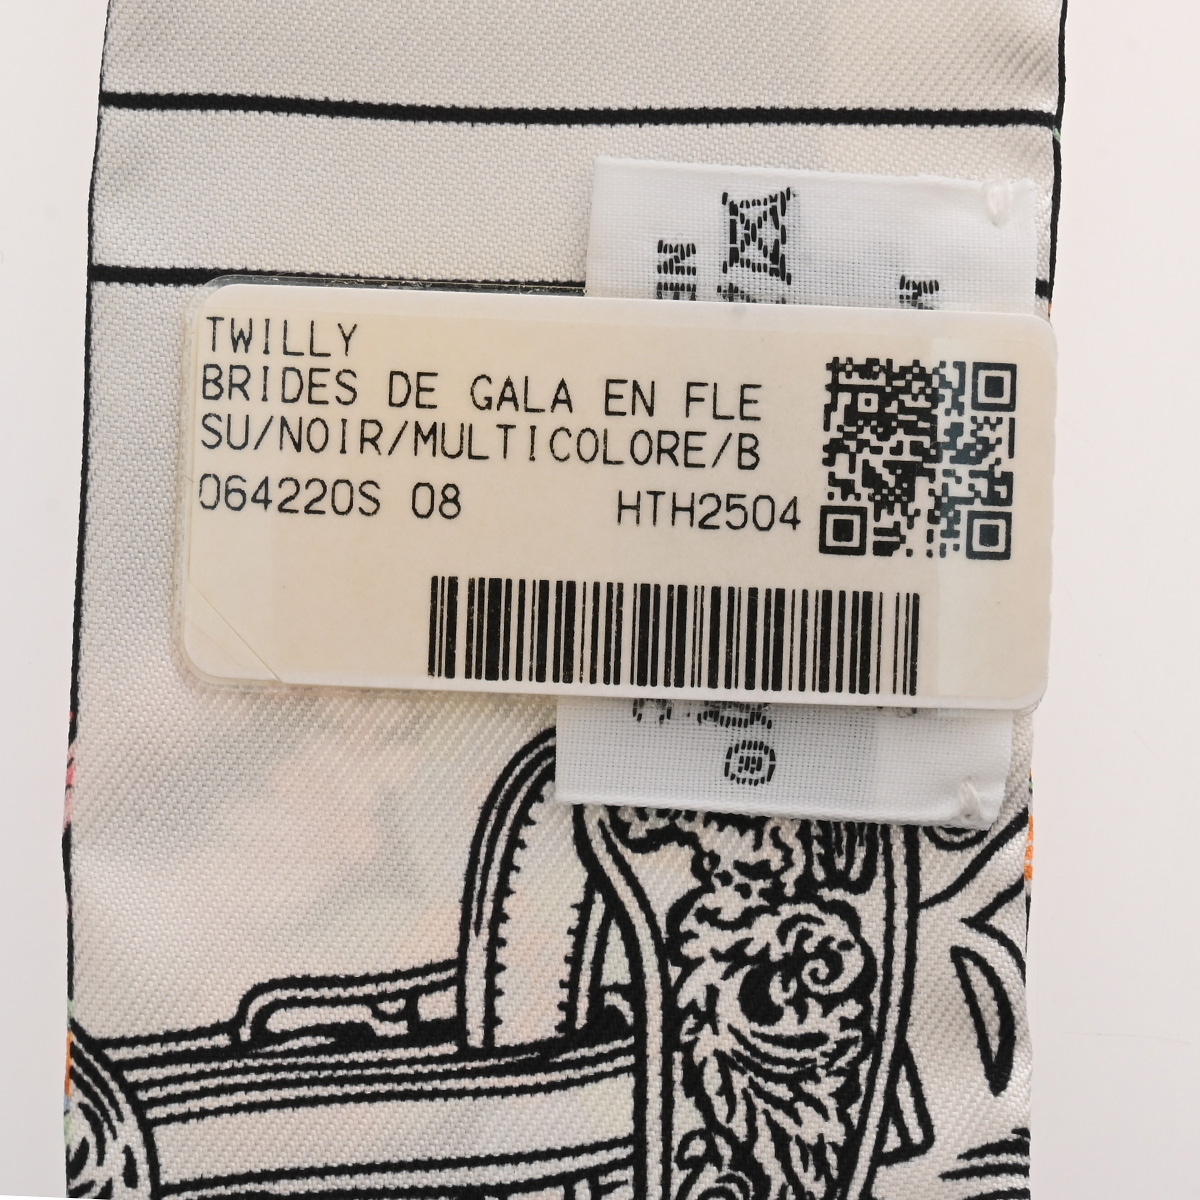 TWILLY
BRIDES DE GALA EN FLE
SU/NOIR/MULTICOLORE/B
064220S 08 HTH2504